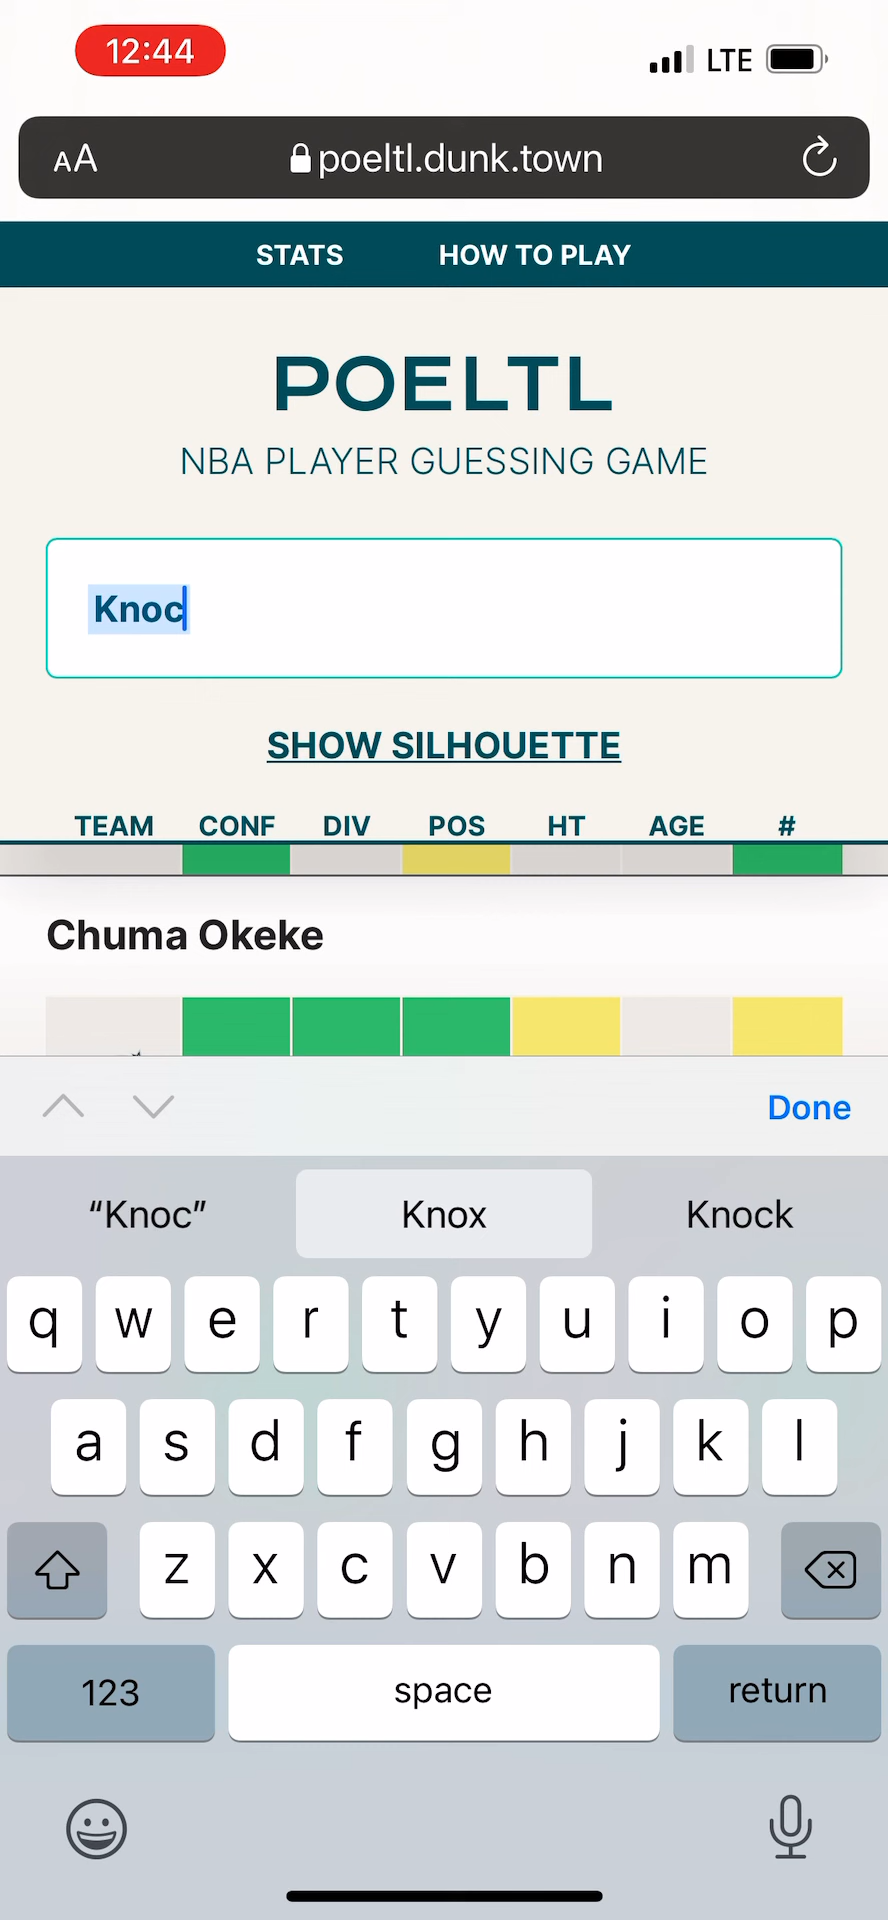 12:44
LTE
AA
poeltl.dunk.town
STATS HOW TO PLAY
POELTL
NBA PLAYER GUESSING GAME
Knoc
SHOW SILHOUETTE
TEAM CONF DIV POS HT AGE #
Chuma Okeke
Done
“Knoc” Knox Knock
q w e r t y u i o p
a s d f g h j k l
z x c v b n m
123 space return